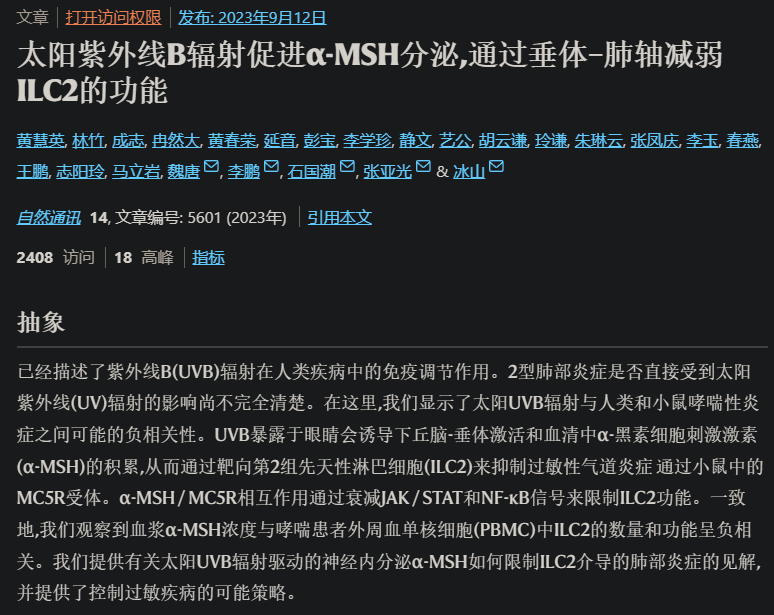 文章 | 打开访问权限 | 发布: 2023年9月12日
太阳紫外线B辐射促进α-MSH分泌,通过垂体–肺轴减弱
ILC2的功能
黄慧英, 林竹, 成志, 冉然大, 黄春荣, 延音, 彭宝, 李学珍, 静文, 艺公, 胡云谦, 玲谦, 朱琳云, 张凤庆, 李玉, 春燕,
王鹏, 志阳玲, 马立岩, 魏唐, 李鹏, 石国潮, 张亚光 & 冰山
自然通迅 14, 文章编号: 5601 (2023年) | 引用本文
2408 访问 | 18 高峰 | 指标
抽象
已经描述了紫外线B(UVB)辐射在人类疾病中的免疫调节作用。2型肺部炎症是否直接受到太阳
紫外线(UV)辐射的影响尚不完全清楚。在这里,我们显示了太阳UVB辐射与人类和小鼠哮喘性炎
症之间可能的负相关性。UVB暴露于眼睛会诱导下丘脑-垂体激活和血清中α-黑素细胞刺激激素
(α-MSH)的积累,从而通过靶向第2组先天性淋巴细胞(ILC2)来抑制过敏性气道炎症 通过小鼠中的
MC5R受体。α-MSH / MC5R相互作用通过衰减JAK / STAT和NF-κB信号来限制ILC2功能。一致
地,我们观察到血浆α-MSH浓度与哮喘患者外周血单核细胞(PBMC)中ILC2的数量和功能呈负相
关。我们提供有关太阳UVB辐射驱动的神经内分泌α-MSH如何限制ILC2介导的肺部炎症的见解,
并提供了控制过敏疾病的可能策略。